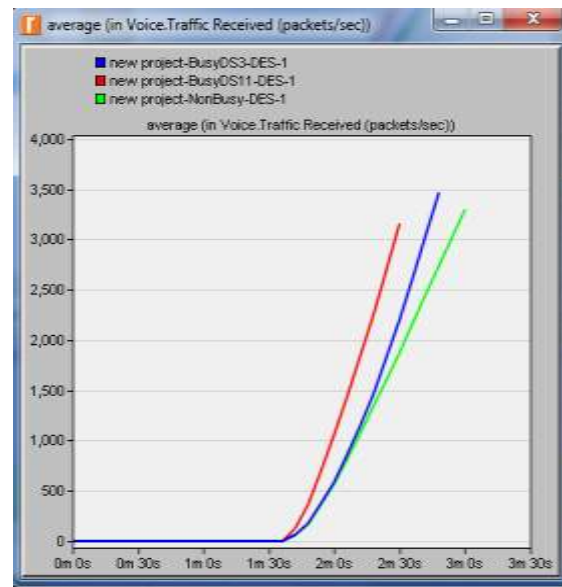 average (in Voice.Traffic Received (packets/sec))
new project-BusyDS3-DES-1
new project-BusyDS11-DES-1
new project-NonBusy-DES-1
average (in Voice.Traffic Received (packets/sec))
4,000
3,500
3,000
2,500
2,000
1,500
1,000
500
0
0m 0s 0m 30s 1m 0s 1m 30s 2m 0s 2m 30s 3m 0s 3m 30s